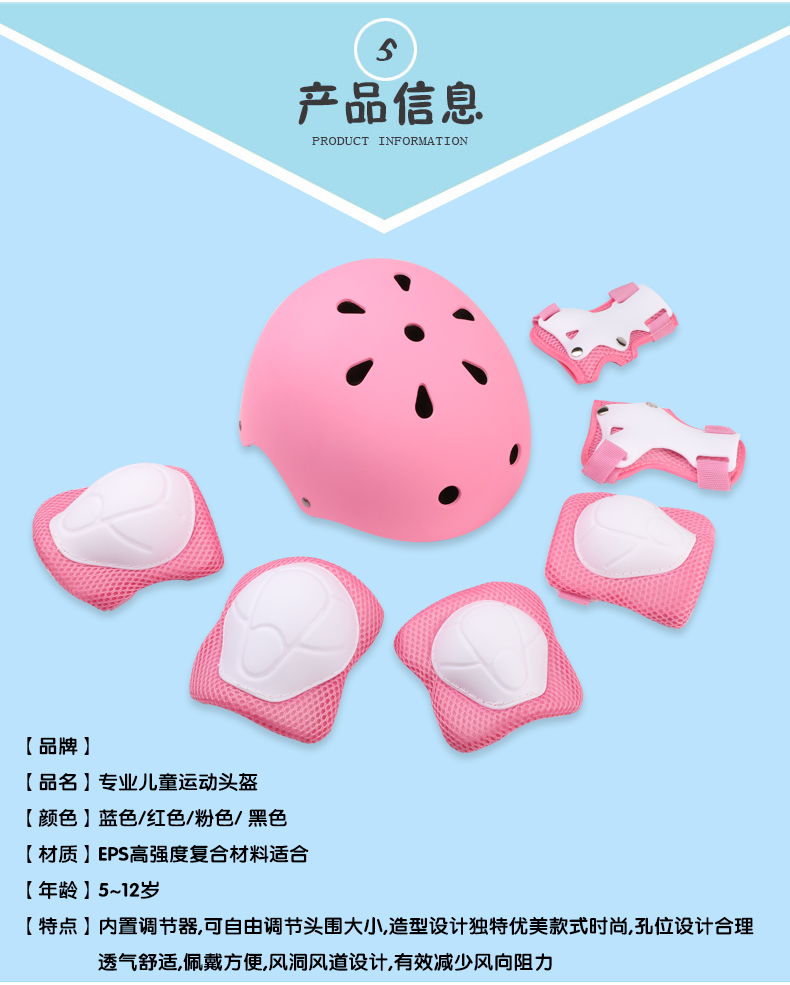 5
产品信息
PRODUCT INFORMATION
【品牌】
【品名】专业儿童运动头盔
【颜色】蓝色/红色/粉色/ 黑色
【材质】EPS高强度复合材料适合
【年龄】5~12岁
【特点】内置调节器,可自由调节头围大小,造型设计独特优美款式时尚,孔位设计合理
透气舒适,佩戴方便,风洞风道设计,有效减少风向阻力